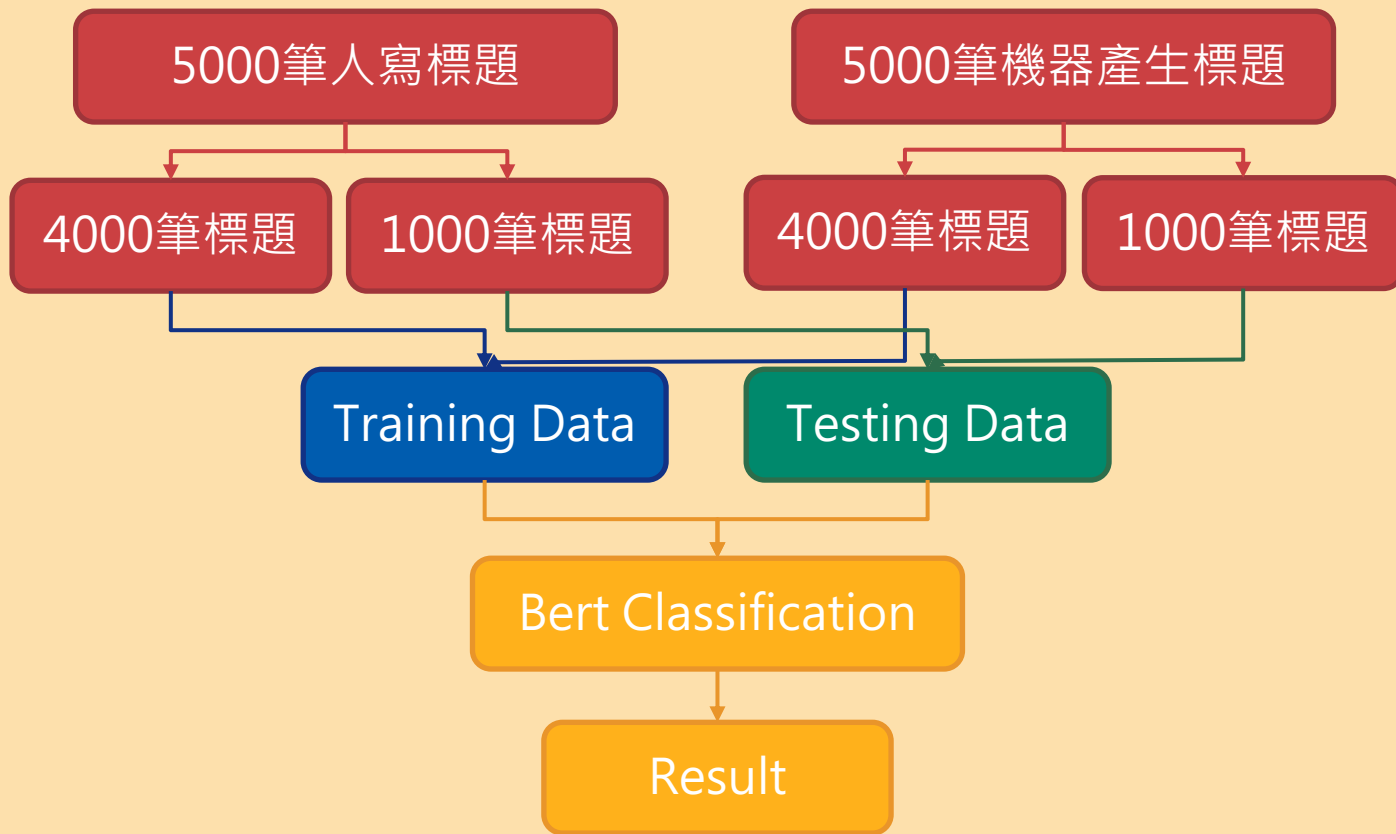 5000筆人寫標題
5000筆機器產生標題
4000筆標題
1000筆標題
4000筆標題
1000筆標題
Training Data
Testing Data
Bert Classification
Result